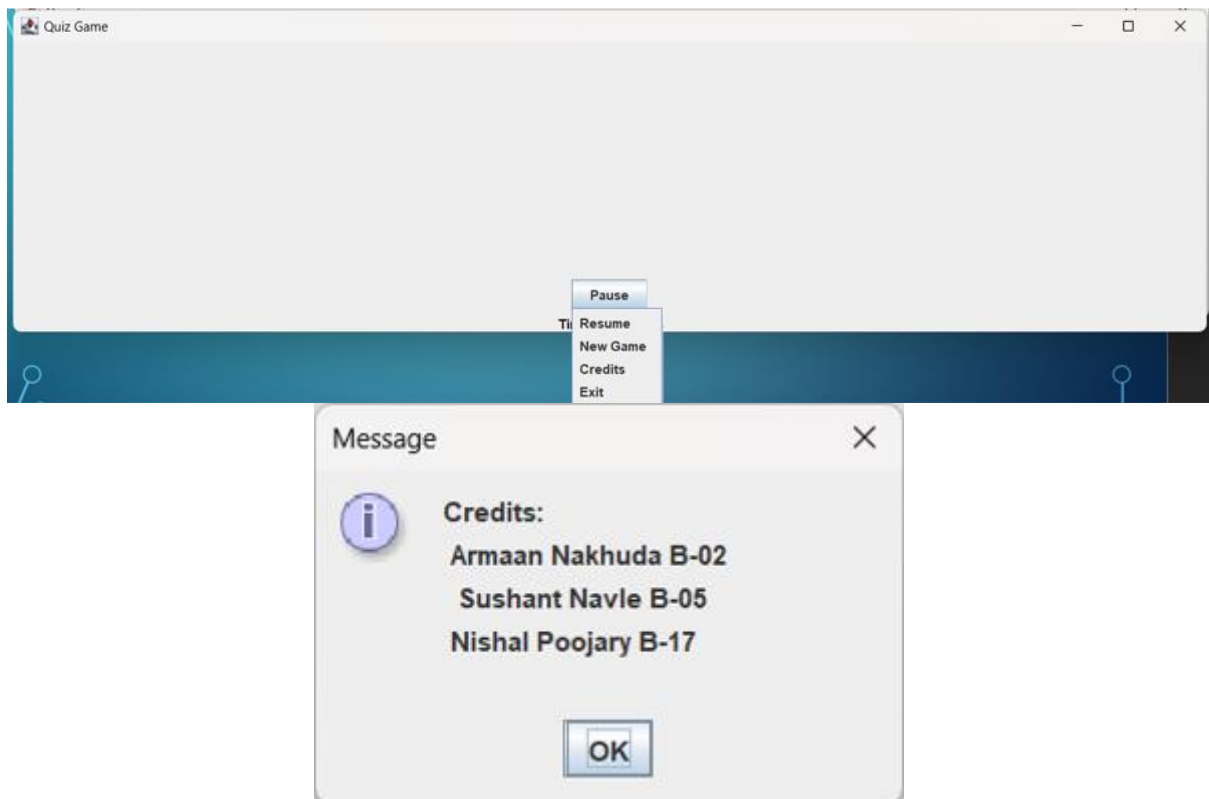 Quiz Game
Pause
Resume
New Game
Credits
Exit
Message
Credits:
Armaan Nakhuda B-02
Sushant Navle B-05
Nishal Poojary B-17
OK